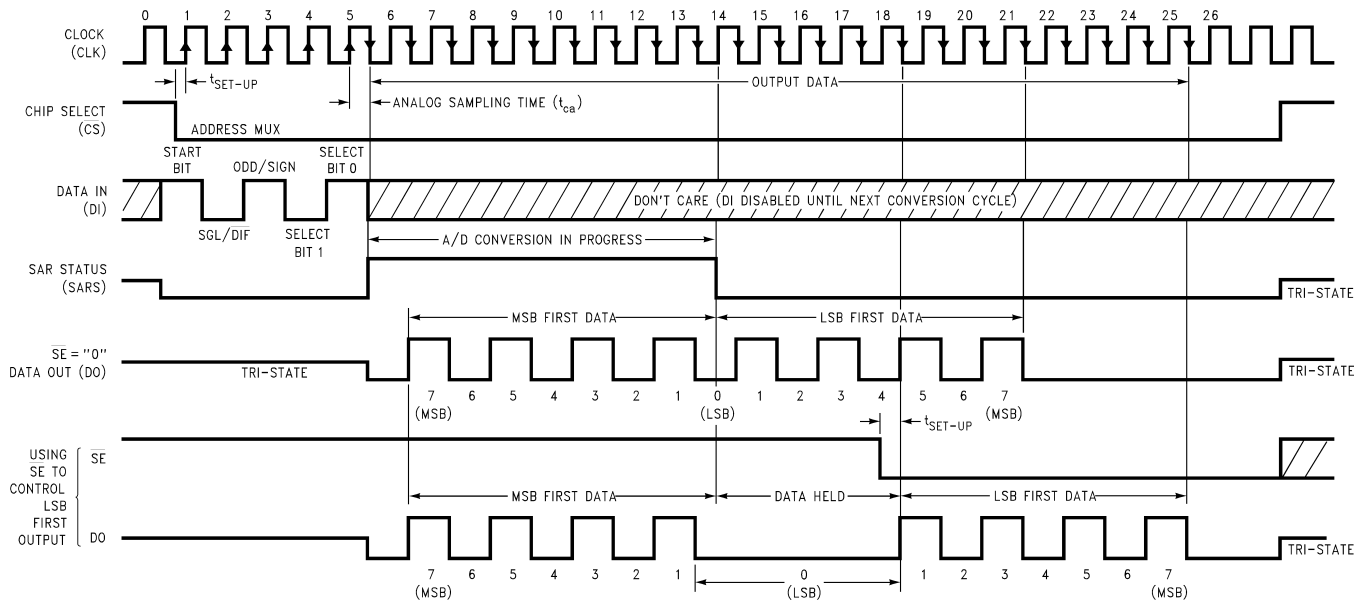 0 1 2 3 4 5 6 7 8 9 10 11 12 13 14 15 16 17 18 19 20 21 22 23 24 25 26
CLOCK
(CLK)
tSET-UP
OUTPUT DATA
ANALOG SAMPLING TIME (tca)
CHIP SELECT
(CS)
ADDRESS MUX
START
BIT
ODD/SIGN
SELECT
BIT 0
DATA IN
(DI)
DON'T CARE (DI DISABLED UNTIL NEXT CONVERSION CYCLE)
SGL/DIF
SELECT
BIT 1
A/D CONVERSION IN PROGRESS
SAR STATUS
(SARS)
TRI-STATE
MSB FIRST DATA
LSB FIRST DATA
SE = "0"
DATA OUT (DO)
TRI-STATE
TRI-STATE
7 6 5 4 3 2 1 0 1 2 3 4 5 6 7
(MSB) (LSB) (MSB)
tSET-UP
USING
SE TO
CONTROL
LSB
FIRST
OUTPUT
SE
MSB FIRST DATA
DATA HELD
LSB FIRST DATA
DO
TRI-STATE
7 6 5 4 3 2 1 0 1 2 3 4 5 6 7
(MSB) (LSB) (MSB)